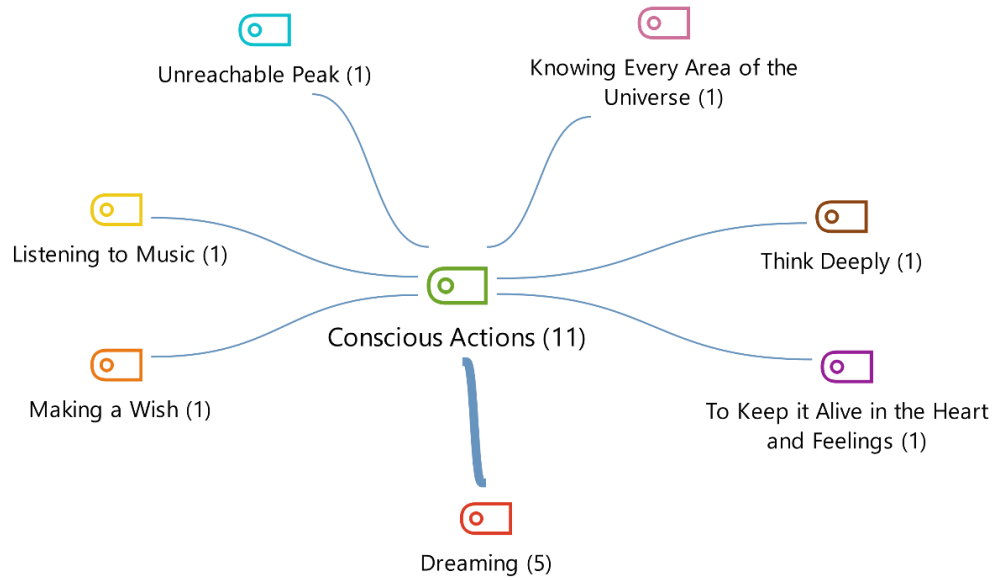 Unreachable Peak (1)
Knowing Every Area of the
Universe (1)
Listening to Music (1)
Think Deeply (1)
Conscious Actions (11)
Making a Wish (1)
To Keep it Alive in the Heart
and Feelings (1)
Dreaming (5)